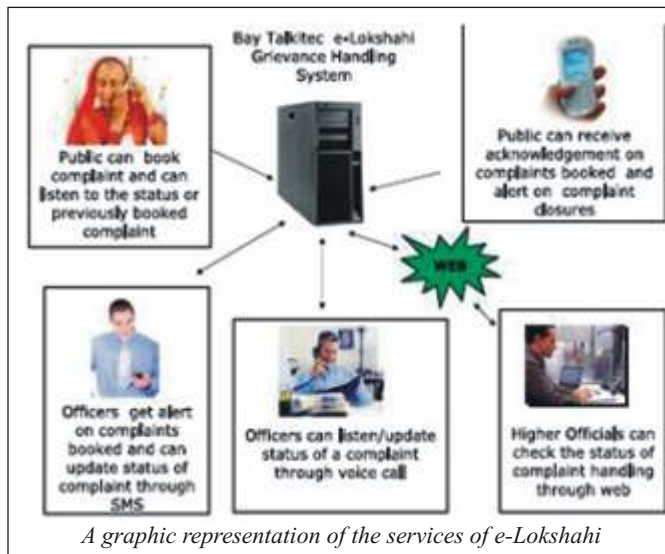 Bay Talkitec e-Lokshahi
Grievance Handling
System
Public can book
complaint and can
listen to the status or
previously booked
complaint
Public can receive
acknowledgement on
complaints booked and
alert on complaint
closures
WEB
Officers get alert
on complaints
booked and can
update status of
complaint through
SMS
Officers can listen/update
status of a complaint
through voice call
Higher Officials can
check the status of
complaint handling
through web
A graphic representation of the services of e-Lokshahi